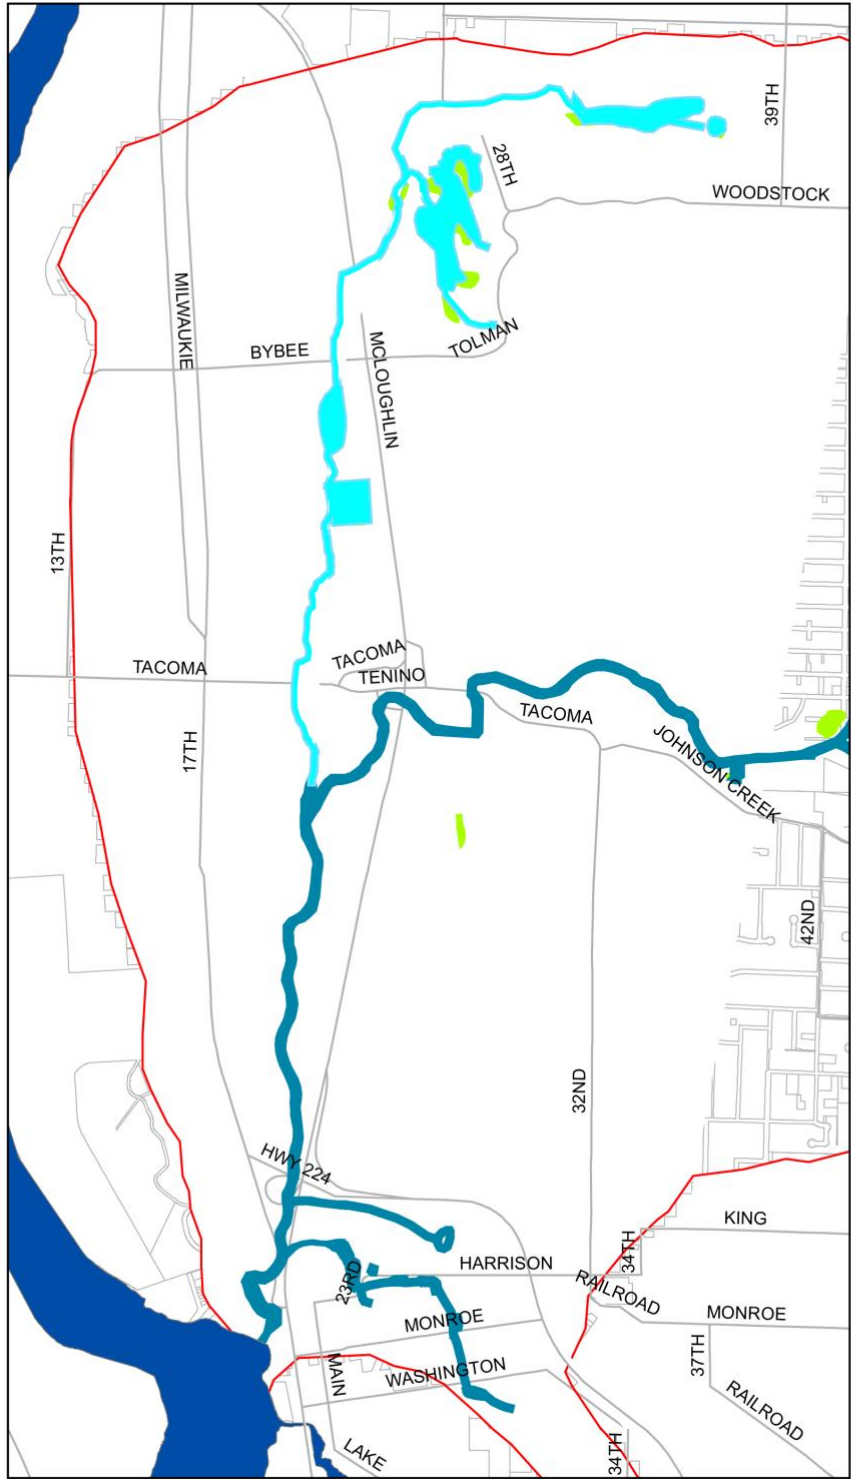 39TH
28TH
WOODSTOCK
MILWAUKIE
BYBEE
TOLMAN
MCLOUGHLIN
13TH
TACOMA
TACOMA
TENINO
TACOMA
17TH
JOHNSON CREEK
42ND
32ND
HWY 224
KING
34TH
HARRISON
23RD
RAILROAD
MONROE
MONROE
37TH
MAIN
WASHINGTON
RAILROAD
LAKE
34TH